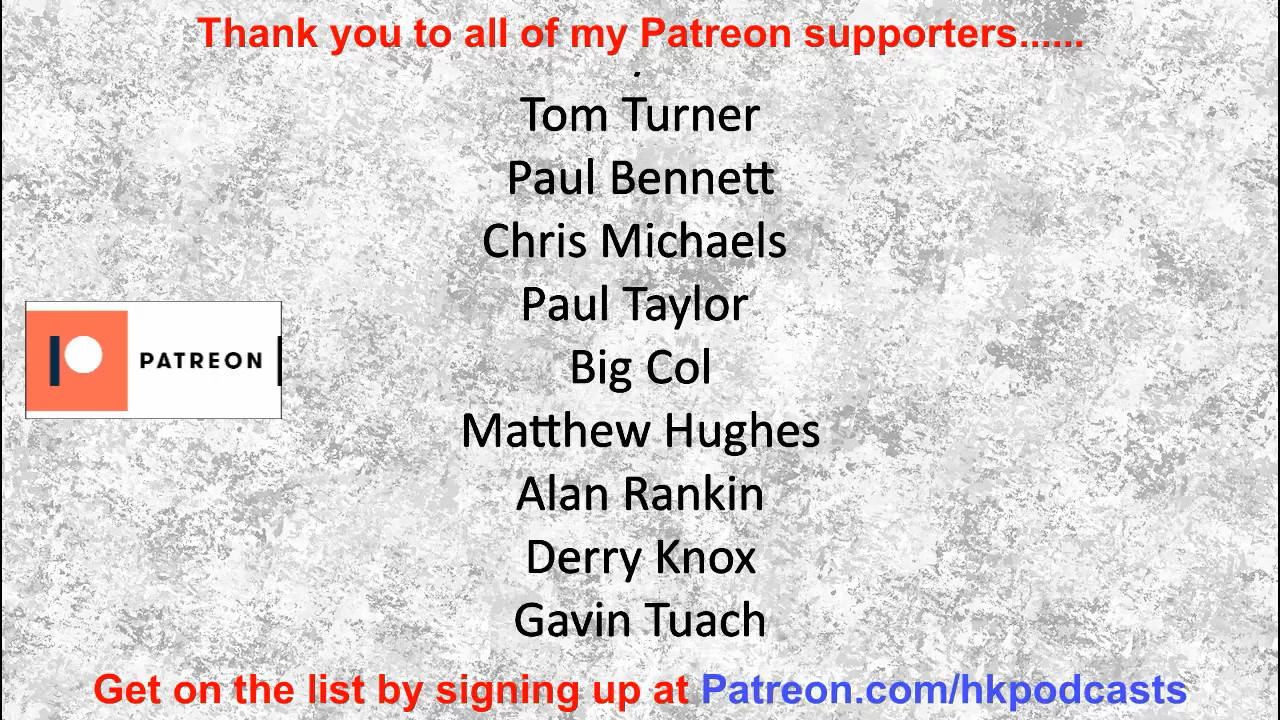 Thank you to all of my Patreon supporters......
Tom Turner
Paul Bennett
Chris Michaels
Paul Taylor
Big Col
PATREON
Matthew Hughes
Alan Rankin
Derry Knox
Gavin Tuach
Get on the list by signing up at Patreon.com/hkpodcasts